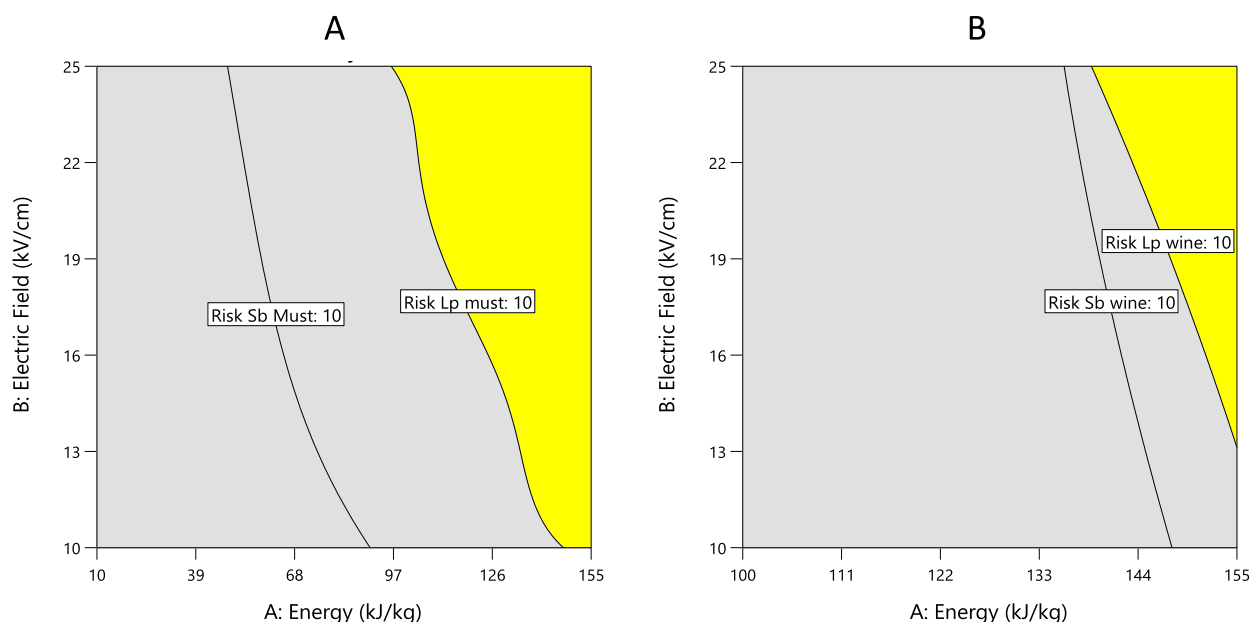 A
B
25
22
19
16
13
10
B: Electric Field (kV/cm)
Risk Sb Must: 10
Risk Lp must: 10
10 39 68 97 126 155
A: Energy (kJ/kg)
25
22
19
16
13
10
B: Electric Field (kV/cm)
Risk Lp wine: 10
Risk Sb wine: 10
100 111 122 133 144 155
A: Energy (kJ/kg)